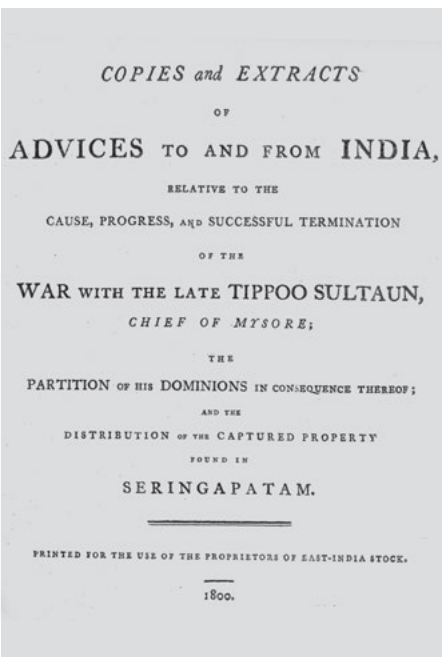 COPIES and EXTRACTS
OF
ADVICES TO AND FROM INDIA,
RELATIVE TO THE
CAUSE, PROGRESS, AND SUCCESSFUL TERMINATION
OF THE
WAR WITH THE LATE TIPPOO SULTAUN,
CHIEF OF MYSORE;
THE
PARTITION OF HIS DOMINIONS IN CONSEQUENCE THEREOF;
AND THE
DISTRIBUTION OF THE CAPTURED PROPERTY
FOUND IN
SERINGAPATAM.
PRINTED FOR THE USE OF THE PROPRIETORS OF EAST-INDIA STOCK.
1800.